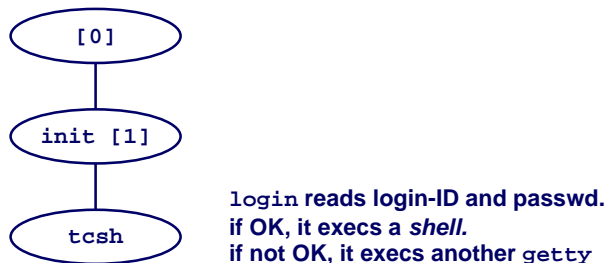 [0]
init [1]
tcsh
login reads login-ID and passwd.
if OK, it execs a shell.
if not OK, it execs another getty